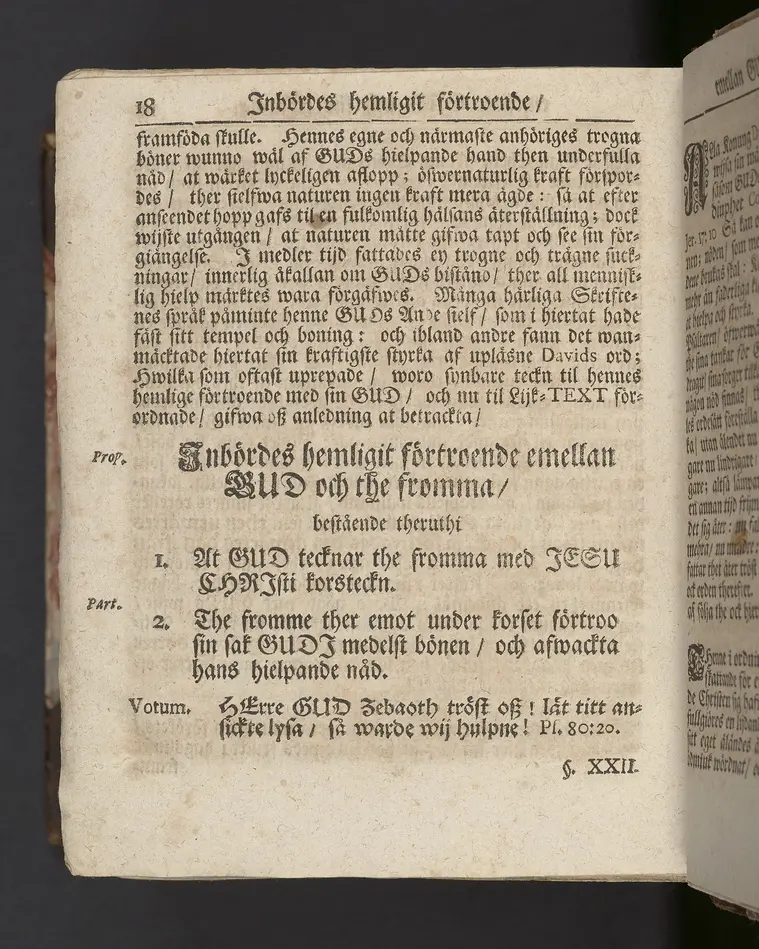 18 Inbördes hemligit förtroende /
framföda skulle. Hennes egne och närmaste anhöriges trogna
böner wunno wäl af GUDs hielpande hand then underfulla
nåd / at wärket lyckeligen aflopp ; öfwernaturlig kraft förspor-
des / ther sielfwa naturen ingen kraft mera ägde : så at efter
anseendet hopp gafs til en fulkomlig hälsans återställning ; dock
wijste utgången / at naturen måtte gifwa tapt och see sin för-
giängelse. I medler tijd fattades ey trogne och trägne suck-
ningar / innerlig åkallan om GUDs bistånd / ther all mennisk-
lig hielp märktes wara förgäfwes. Många härliga Skrifte-
nes språk påminte henne GUDs Ande sielf / som i hiertat hade
fäst sitt tempel och boning : och ibland andre fann det wan-
mäcktade hiertat sin kraftigste styrka af upläsne Davids ord ;
Hwilka som oftast uprepade / woro synbare teckn til hennes
hemlige förtroende med sin GUD / och nu til Lijk-TEXT för-
ordnade / gifwa oß anledning at betrackta /
Prop. Inbördes hemligit förtroende emellan
GUD och the fromma /
bestående theruthi
1. At GUD tecknar the fromma med JESU
CHRIsti korsteckn.
Part.
2. The fromme ther emot under korset förtroo
sin sak GUDI medelst bönen / och afwackta
hans hielpande nåd.
Votum. HErre GUD Zebaoth tröst oß ! låt titt an-
sickte lysa / så warde wij hulpne ! Ps. 80:20.
§. XXII.